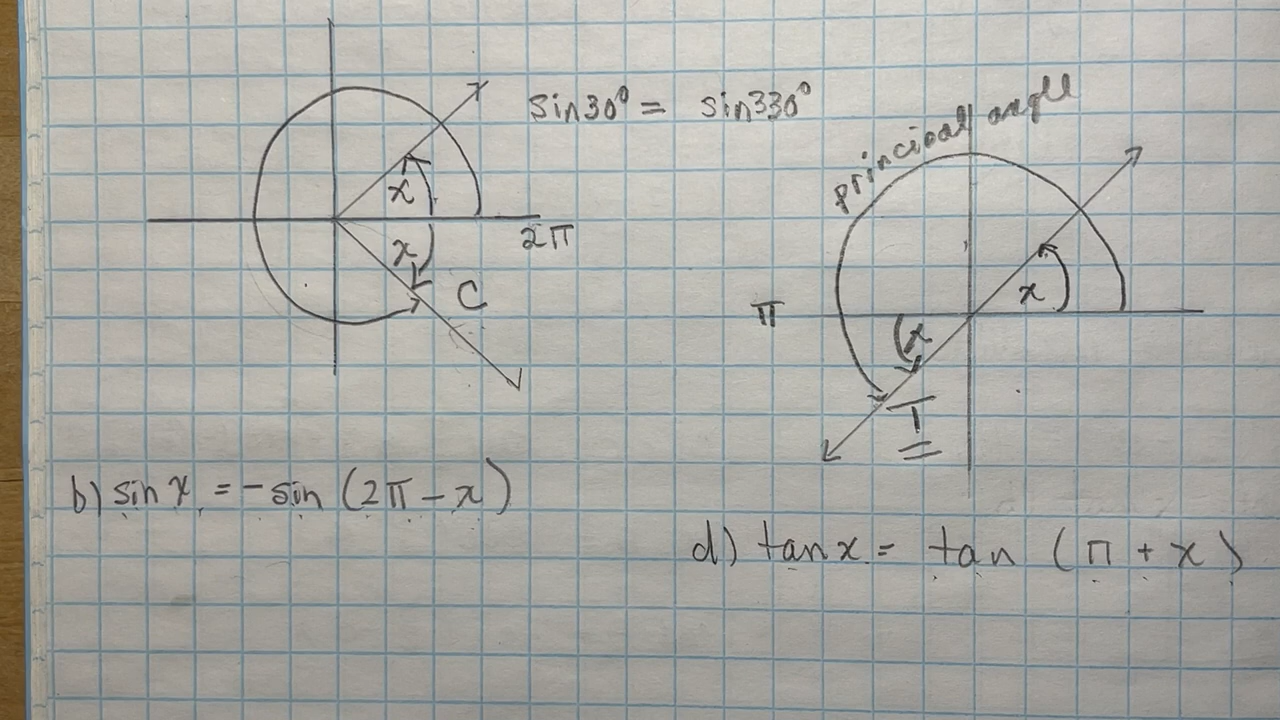 sin30° = sin330°
x
x
2π
C
b) sin x = -sin (2π - x)
principal angle
x
π
x
T
d) tan x = tan (π + x)